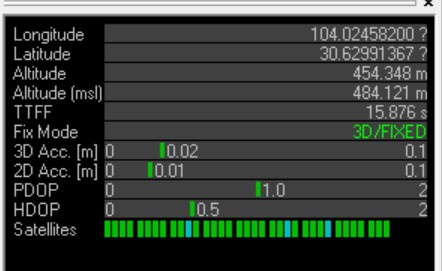 Longitude 104.02458200 ?
Latitude 30.62991367 ?
Altitude 454.348 m
Altitude (msl) 484.121 m
TTFF 15.876 s
Fix Mode 3D/FIXED
3D Acc. [m] 0 0.02 0.1
2D Acc. [m] 0 0.01 0.1
PDOP 0 1.0 2
HDOP 0 0.5 2
Satellites